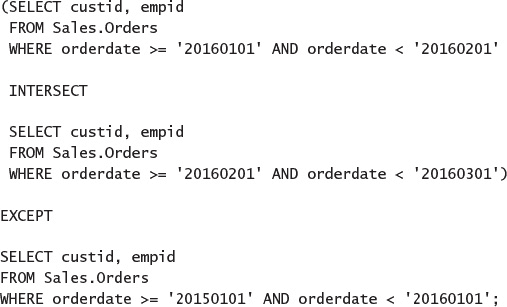 (SELECT custid, empid
FROM Sales.Orders
WHERE orderdate >= '20160101' AND orderdate < '20160201'
INTERSECT
SELECT custid, empid
FROM Sales.Orders
WHERE orderdate >= '20160201' AND orderdate < '20160301')
EXCEPT
SELECT custid, empid
FROM Sales.Orders
WHERE orderdate >= '20150101' AND orderdate < '20160101';